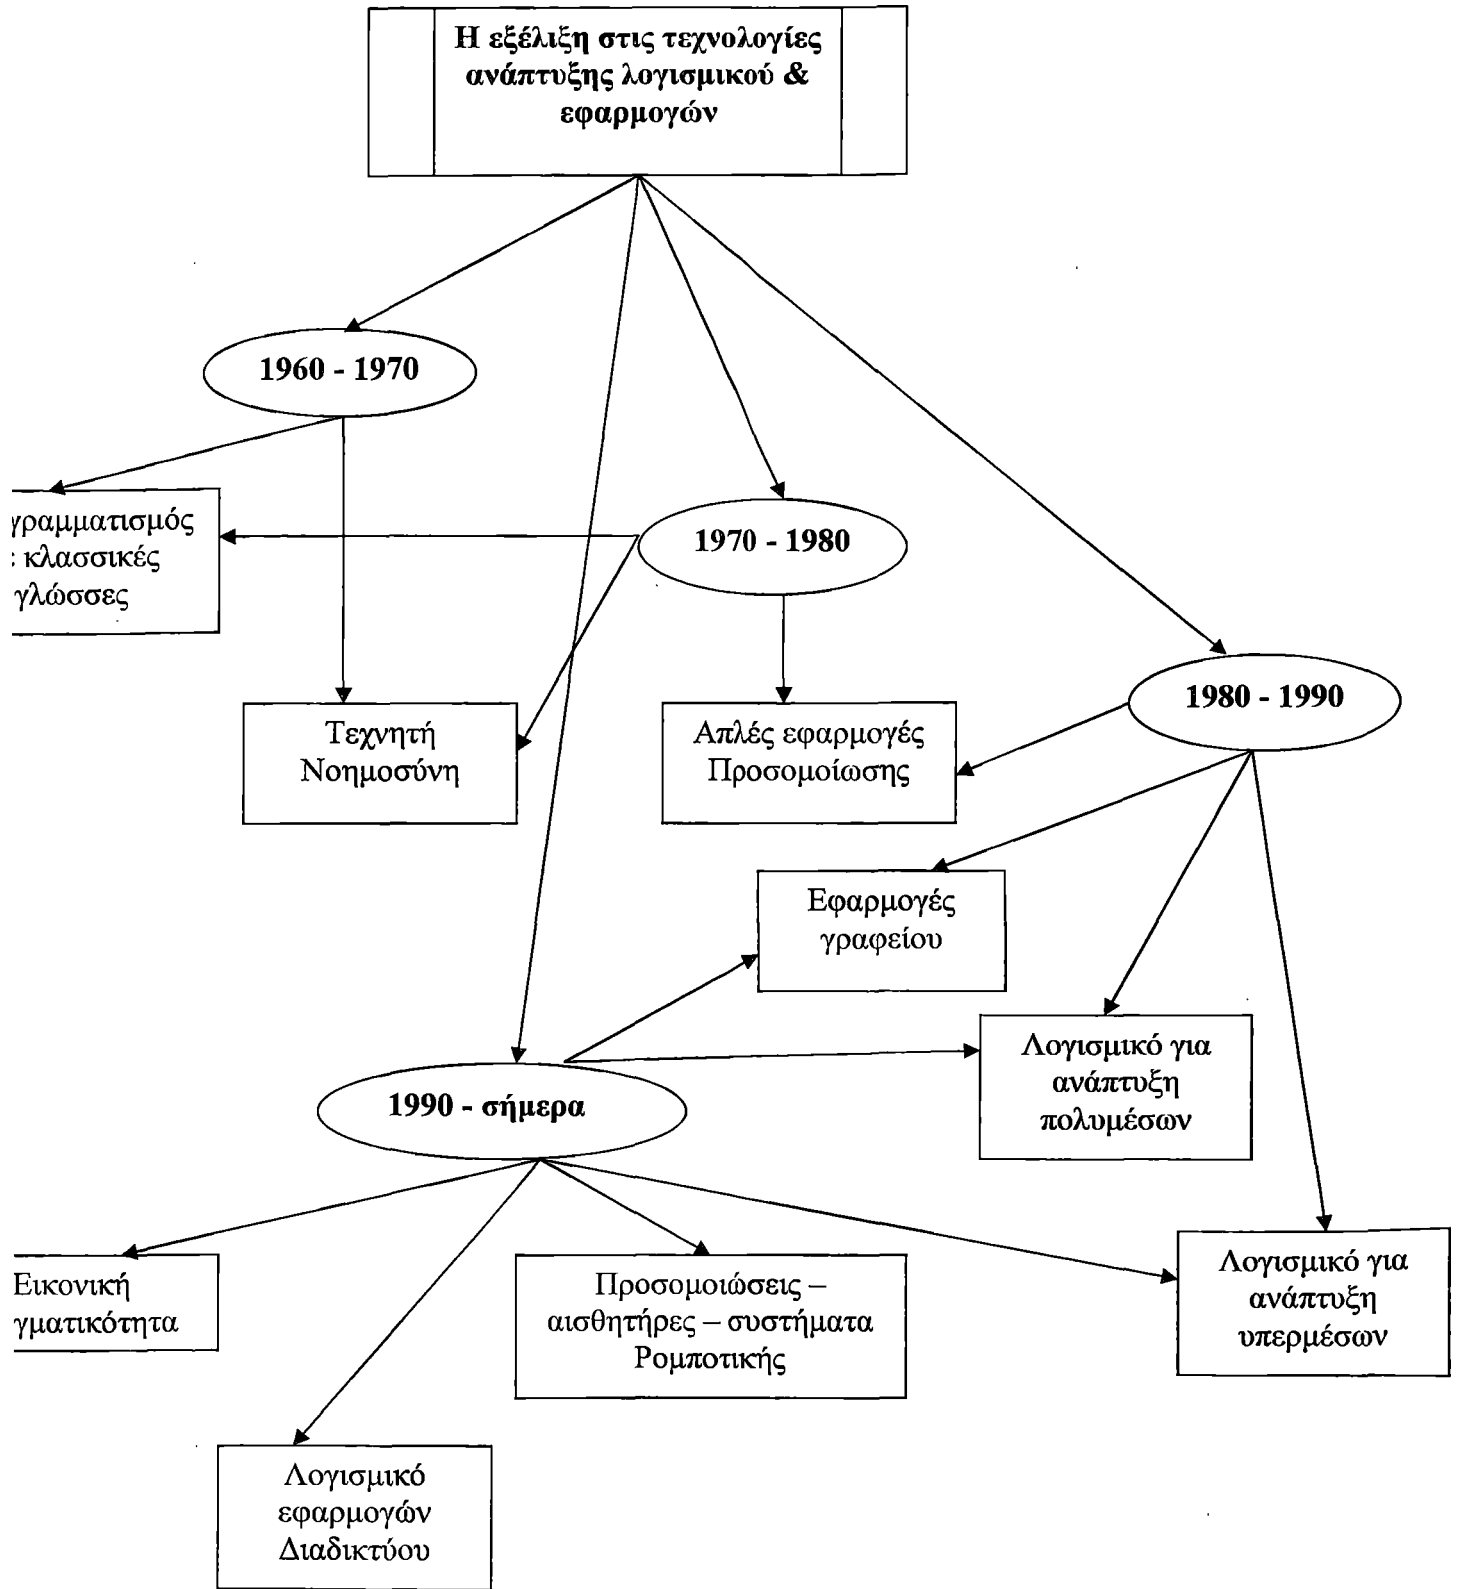 Η εξέλιξη στις τεχνολογίες
ανάπτυξης λογισμικού &
εφαρμογών
1960 - 1970
γραμματισμός
κλασσικές
γλώσσες
1970 - 1980
1980 - 1990
Τεχνητή
Νοημοσύνη
Απλές εφαρμογές
Προσομοίωσης
Εφαρμογές
γραφείου
Λογισμικό για
ανάπτυξη
πολυμέσων
1990 - σήμερα
Εικονική
γματικότητα
Προσομοιώσεις –
αισθητήρες – συστήματα
Ρομποτικής
Λογισμικό για
ανάπτυξη
υπερμέσων
Λογισμικό
εφαρμογών
Διαδικτύου